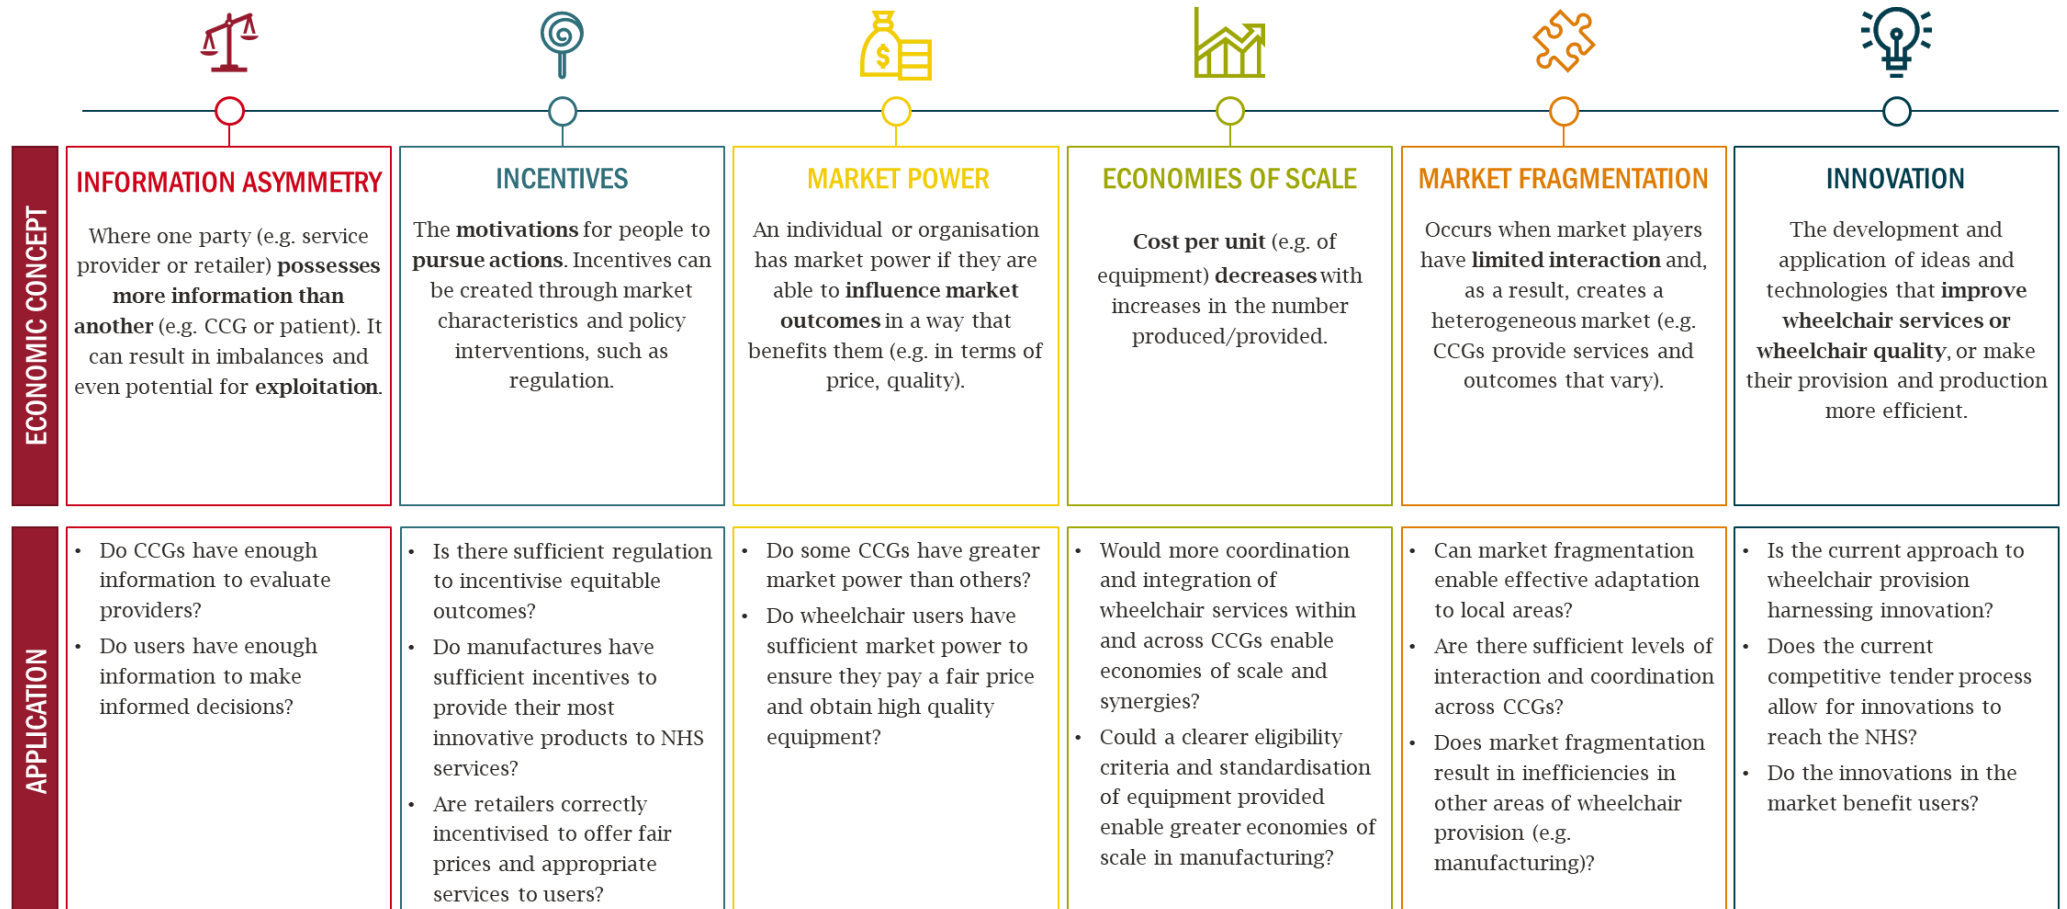 ECONOMIC CONCEPT
INFORMATION ASYMMETRY
Where one party (e.g. service
provider or retailer) possesses
more information than
another (e.g. CCG or patient). It
can result in imbalances and
even potential for exploitation.
INCENTIVES
The motivations for people to
pursue actions. Incentives can
be created through market
characteristics and policy
interventions, such as
regulation.
MARKET POWER
An individual or organisation
has market power if they are
able to influence market
outcomes in a way that
benefits them (e.g. in terms of
price, quality).
ECONOMIES OF SCALE
Cost per unit (e.g. of
equipment) decreases with
increases in the number
produced/provided.
MARKET FRAGMENTATION
Occurs when market players
have limited interaction and,
as a result, creates a
heterogeneous market (e.g.
CCGs provide services and
outcomes that vary).
INNOVATION
The development and
application of ideas and
technologies that improve
wheelchair services or
wheelchair quality, or make
their provision and production
more efficient.
APPLICATION
• Do CCGs have enough
information to evaluate
providers?
• Do users have enough
information to make
informed decisions?
• Is there sufficient regulation
to incentivise equitable
outcomes?
• Do manufactures have
sufficient incentives to
provide their most
innovative products to NHS
services?
• Are retailers correctly
incentivised to offer fair
prices and appropriate
services to users?
• Do some CCGs have greater
market power than others?
• Do wheelchair users have
sufficient market power to
ensure they pay a fair price
and obtain high quality
equipment?
• Would more coordination
and integration of
wheelchair services within
and across CCGs enable
economies of scale and
synergies?
• Could a clearer eligibility
criteria and standardisation
of equipment provided
enable greater economies of
scale in manufacturing?
• Can market fragmentation
enable effective adaptation
to local areas?
• Are there sufficient levels of
interaction and coordination
across CCGs?
• Does market fragmentation
result in inefficiencies in
other areas of wheelchair
provision (e.g.
manufacturing)?
• Is the current approach to
wheelchair provision
harnessing innovation?
• Does the current
competitive tender process
allow for innovations to
reach the NHS?
• Do the innovations in the
market benefit users?